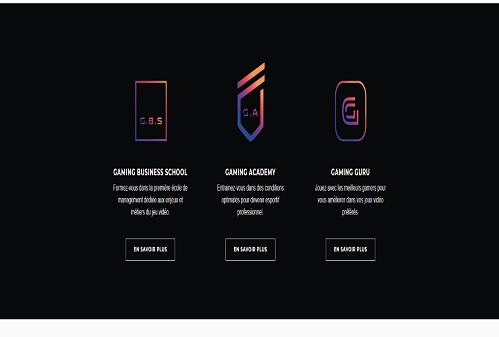 G.B.S
G.A
G
GAMING BUSINESS SCHOOL
Formez-vous dans la première école de
management dédiée aux enjeux et
métiers du jeu vidéo.
EN SAVOIR PLUS
GAMING ACADEMY
Entrainez-vous dans des conditions
optimales pour devenir esportif
professionnel.
EN SAVOIR PLUS
GAMING GURU
Jouez avec les meilleurs gamers pour
vous améliorer dans vos jeux vidéo
préférés.
EN SAVOIR PLUS